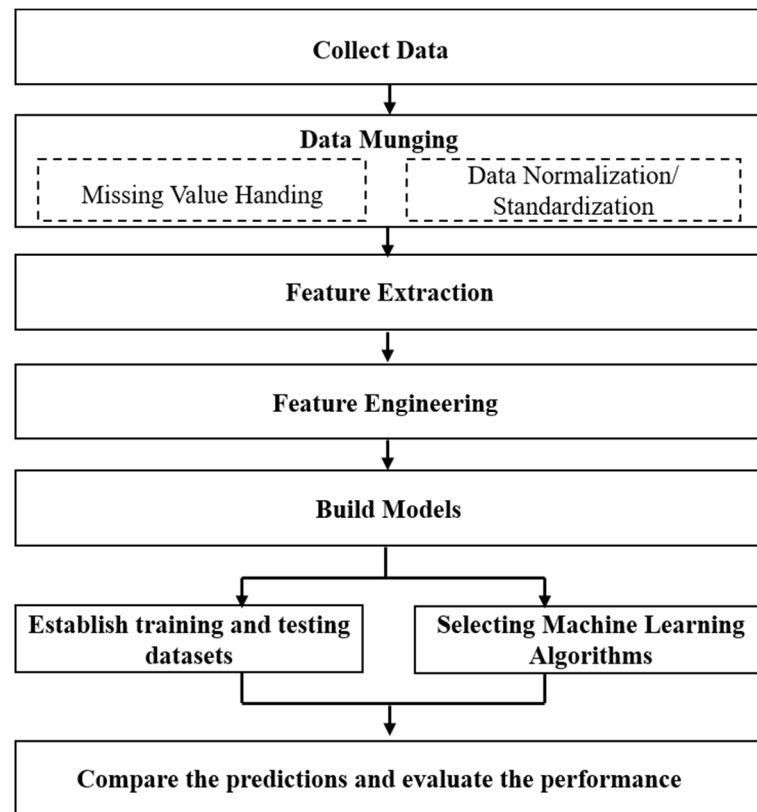 Collect Data
Data Munging
Missing Value Handing
Data Normalization/
Standardization
Feature Extraction
Feature Engineering
Build Models
Establish training and testing
datasets
Selecting Machine Learning
Algorithms
Compare the predictions and evaluate the performance